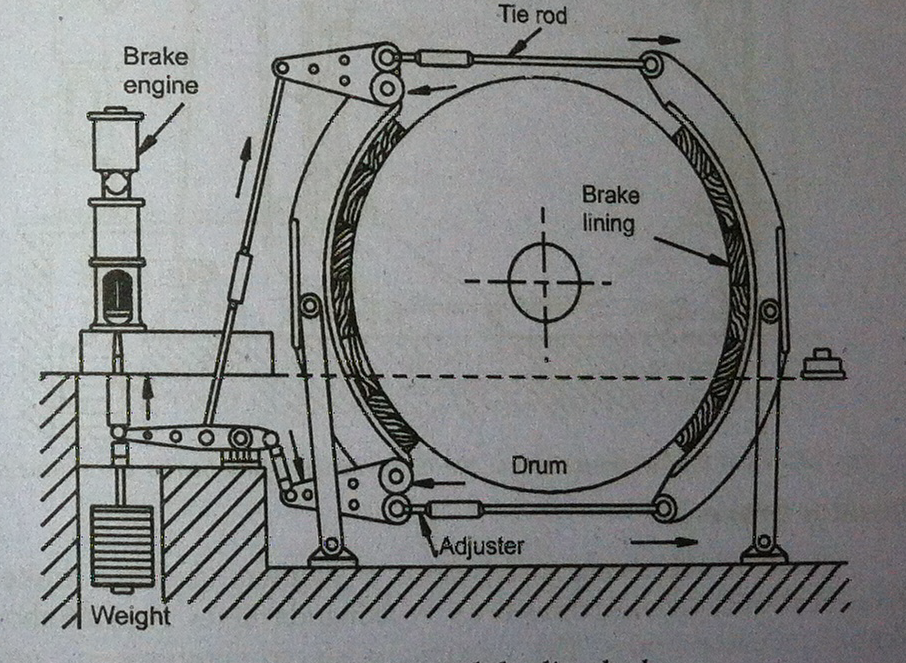 Tie rod
Brake
engine
Brake
lining
Drum
Adjuster
Weight